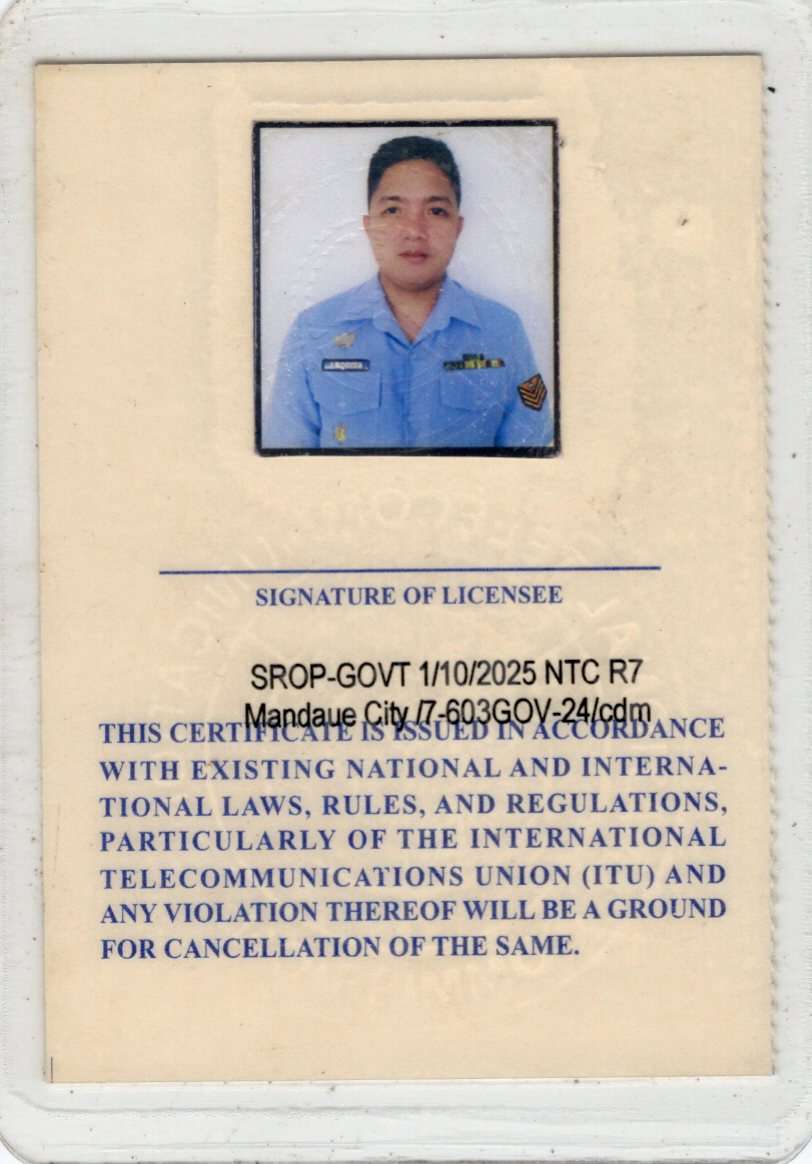 SIGNATURE OF LICENSEE
SROP-GOVT 1/10/2025 NTC R7
Mandaue City /7-603GOV-24/cdm
THIS CERTIFICATE IS ISSUED IN ACCORDANCE
WITH EXISTING NATIONAL AND INTERNA-
TIONAL LAWS, RULES, AND REGULATIONS,
PARTICULARLY OF THE INTERNATIONAL
TELECOMMUNICATIONS UNION (ITU) AND
ANY VIOLATION THEREOF WILL BE A GROUND
FOR CANCELLATION OF THE SAME.